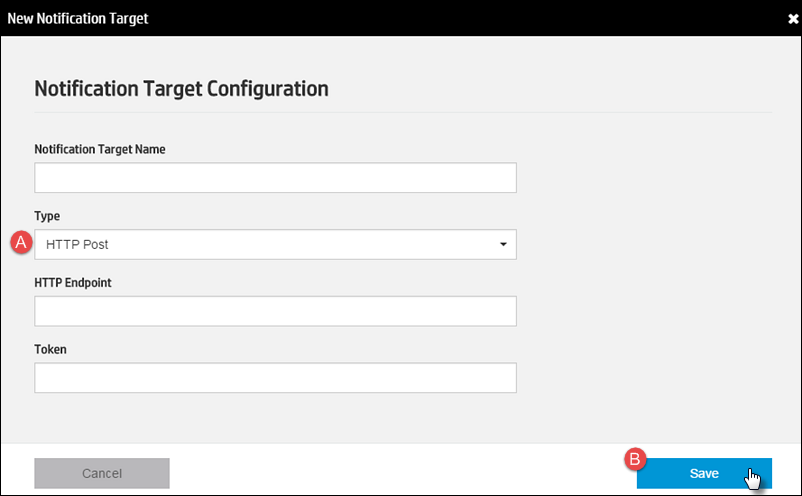 New Notification Target ✖
Notification Target Configuration
Notification Target Name
Type
A HTTP Post
HTTP Endpoint
Token
Cancel B Save